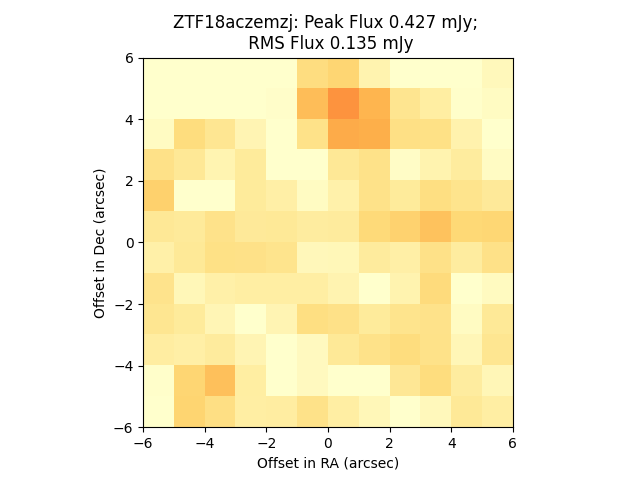 ZTF18aczemzj: Peak Flux 0.427 mJy;
RMS Flux 0.135 mJy
6
4
2
0
−2
−4
−6
Offset in Dec (arcsec)
−6 −4 −2 0 2 4 6
Offset in RA (arcsec)